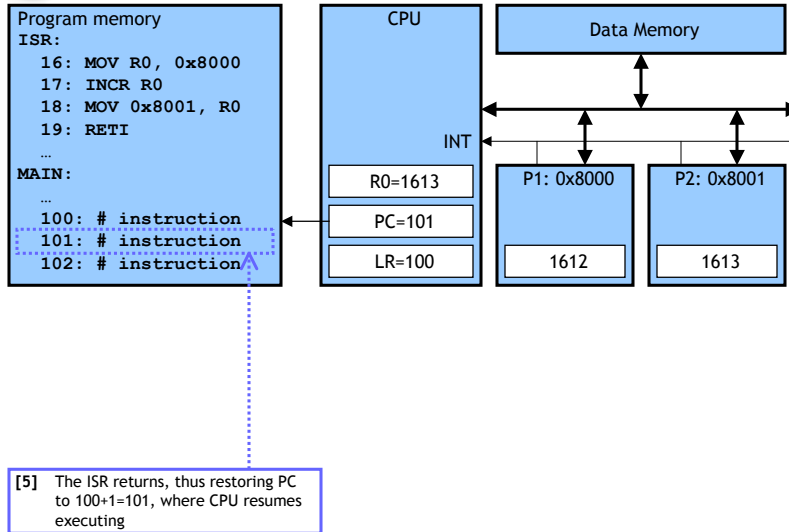 Program memory
ISR:
16: MOV R0, 0x8000
17: INCR R0
18: MOV 0x8001, R0
19: RETI
…
MAIN:
…
100: # instruction
101: # instruction
102: # instruction
CPU
INT
R0=1613
PC=101
LR=100
Data Memory
P1: 0x8000
1612
P2: 0x8001
1613
[5] The ISR returns, thus restoring PC
to 100+1=101, where CPU resumes
executing